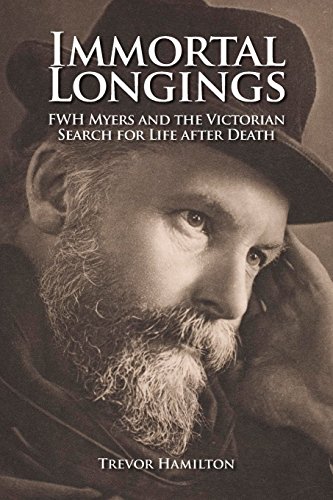 IMMORTAL
LONGINGS
FWH MYERS AND THE VICTORIAN
SEARCH FOR LIFE AFTER DEATH
TREVOR HAMILTON